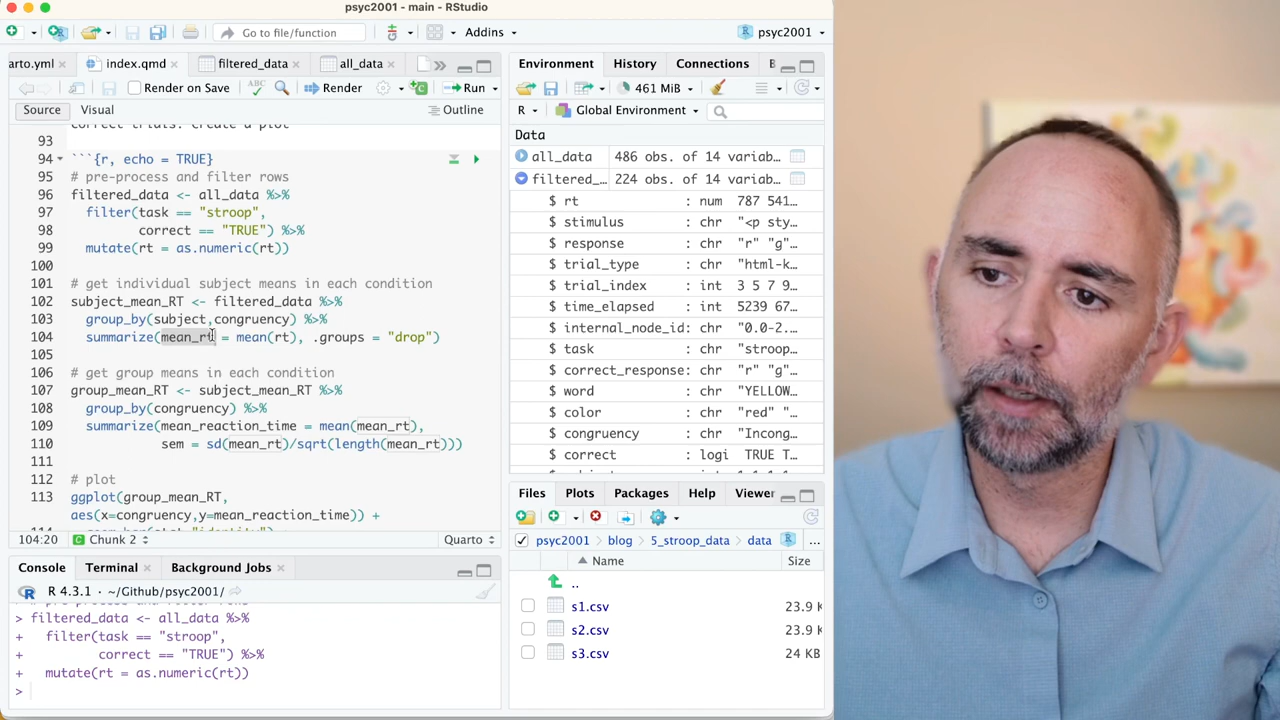 psyc2001 - main - RStudio
Go to file/function
Addins
psyc2001
arto.yml
index.qmd
filtered_data
all_data
Render on Save
ABC
Render
Run
Source
Visual
Outline
correct trials. Create a plot
93
94 ```{r, echo = TRUE}
95 # pre-process and filter rows
96 filtered_data <- all_data %>%
97 filter(task == "stroop",
98 correct == "TRUE") %>%
99 mutate(rt = as.numeric(rt))
100
101 # get individual subject means in each condition
102 subject_mean_RT <- filtered_data %>%
103 group_by(subject,congruency) %>%
104 summarize(mean_rt = mean(rt), .groups = "drop")
105
106 # get group means in each condition
107 group_mean_RT <- subject_mean_RT %>%
108 group_by(congruency) %>%
109 summarize(mean_reaction_time = mean(mean_rt),
110 sem = sd(mean_rt)/sqrt(length(mean_rt)))
111
112 # plot
113 ggplot(group_mean_RT,
aes(x=congruency,y=mean_reaction_time)) +
104:20
Chunk 2
Quarto
Console
Terminal
Background Jobs
R 4.3.1 · ~/Github/psyc2001/
> filtered_data <- all_data %>%
+ filter(task == "stroop",
+ correct == "TRUE") %>%
+ mutate(rt = as.numeric(rt))
>
Environment
History
Connections
B
461 MiB
R
Global Environment
Data
all_data 486 obs. of 14 variab…
filtered_… 224 obs. of 14 variab…
$ rt : num 787 541…
$ stimulus : chr "<p sty…
$ response : chr "r" "g"…
$ trial_type : chr "html-k…
$ trial_index : int 3 5 7 9…
$ time_elapsed : int 5239 67…
$ internal_node_id: chr "0.0-2…
$ task : chr "stroop…
$ correct_response: chr "r" "g"…
$ word : chr "YELLOW…
$ color : chr "red" "…
$ congruency : chr "Incong…
$ correct : logi TRUE T…
Files
Plots
Packages
Help
Viewer
psyc2001
blog
5_stroop_data
data
...
Name
Size
..
s1.csv 23.9 K
s2.csv 23.9 K
s3.csv 24 KB